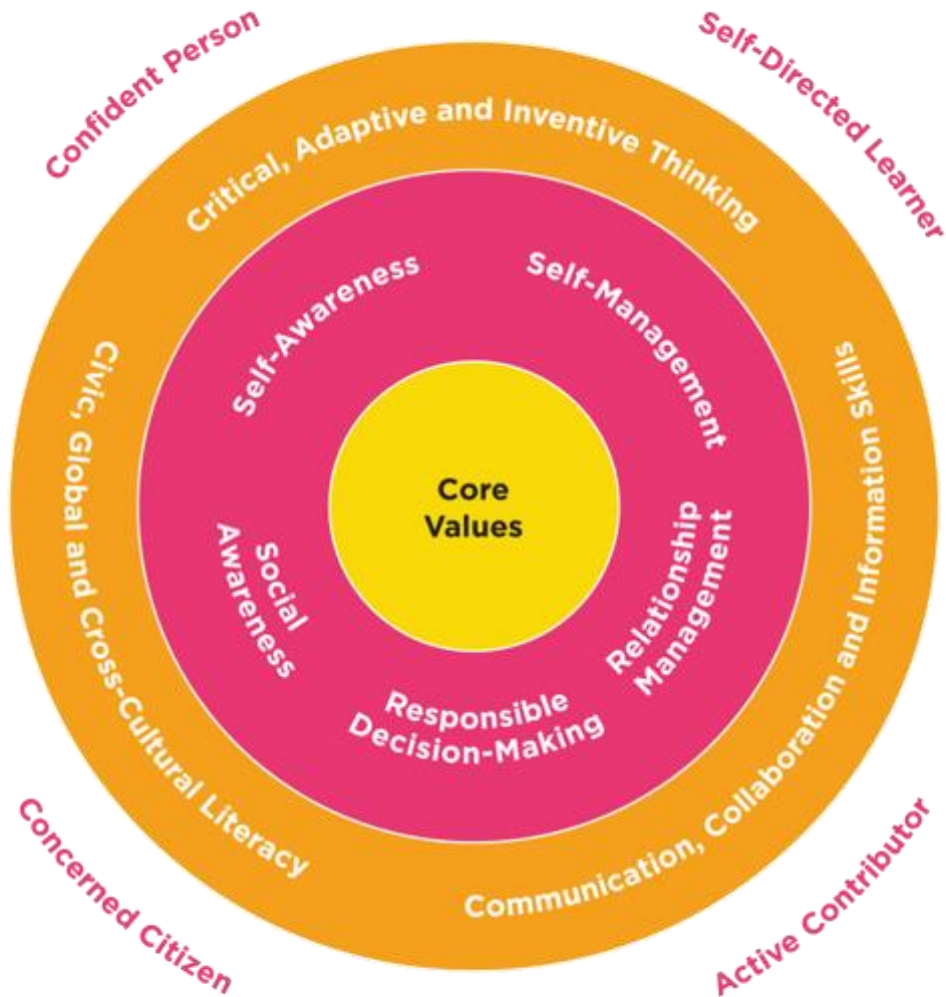 Confident Person
Self-Directed Learner
Critical, Adaptive and Inventive Thinking
Self-Awareness
Self-Management
Civic, Global and Cross-Cultural Literacy
Communication, Collaboration and Information Skills
Core
Values
Social
Awareness
Relationship
Management
Responsible
Decision-Making
Concerned Citizen
Active Contributor